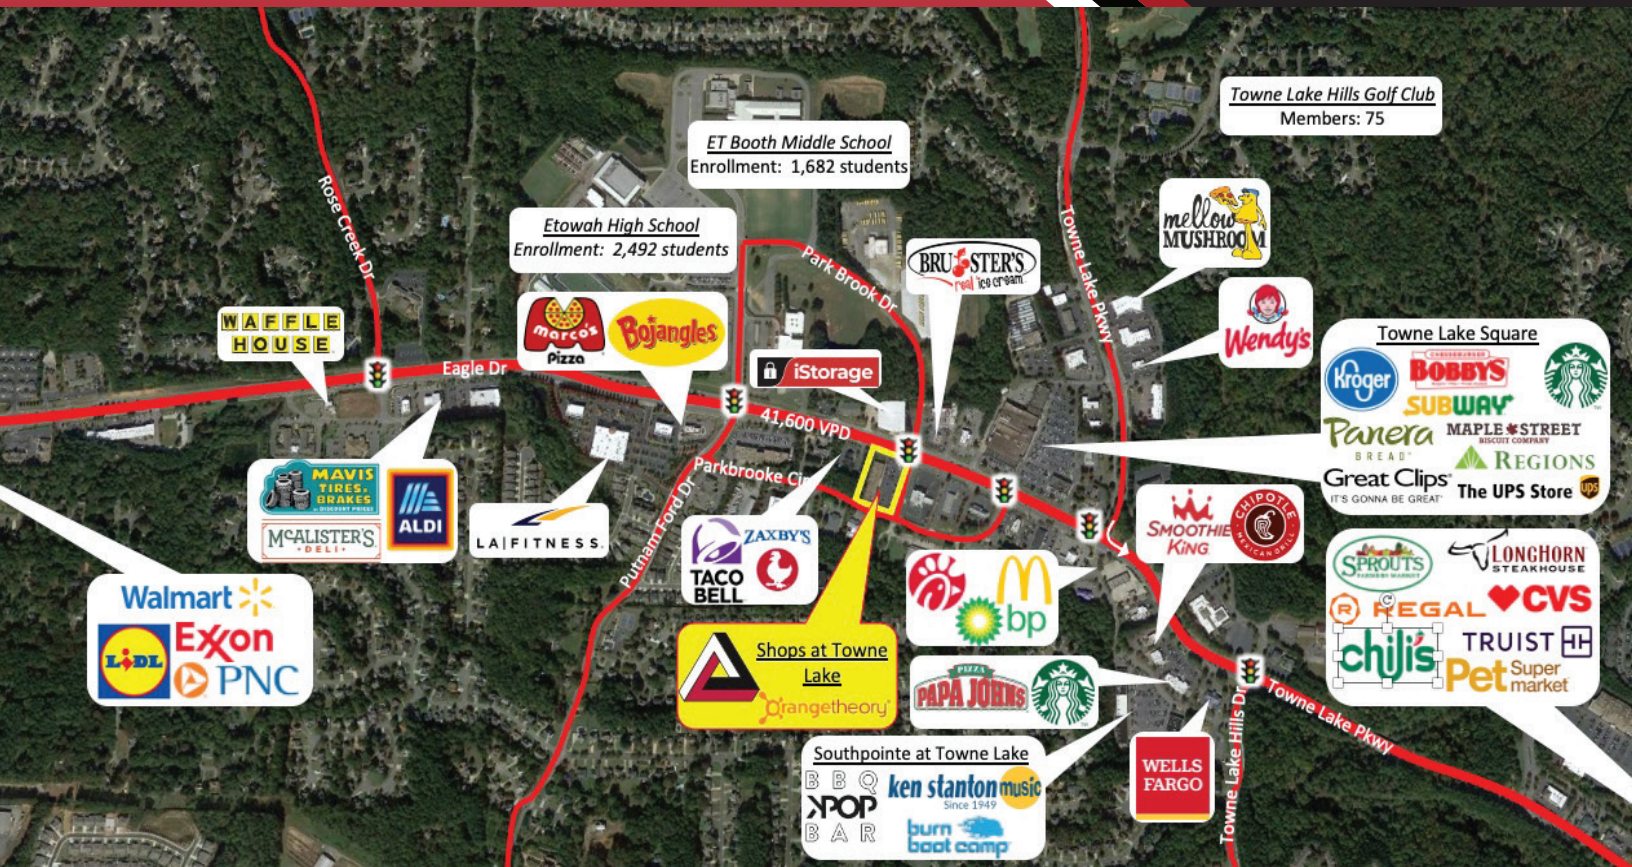 Towne Lake Hills Golf Club
Members: 75
ET Booth Middle School
Enrollment: 1,682 students
Etowah High School
Enrollment: 2,492 students
Rose Creek Dr
Park Brook Dr
Towne Lake Pkwy
mellow
MUSHROOM
BRUSTER'S
real ice cream
Wendy's
WAFFLE
HOUSE
marco's
Pizza
Bojangles
iStorage
Eagle Dr
41,600 VPD
Parkbrooke Cir
Putnam Ford Dr
Towne Lake Square
Kroger
CHEESEBURGER
BOBBY'S
SUBWAY
Panera
BREAD
MAPLE STREET
BISCUIT COMPANY
Great Clips
IT'S GONNA BE GREAT
REGIONS
The UPS Store
ups
MAVIS
TIRES &
BRAKES
AT DISCOUNT PRICES
McALISTER'S
DELI
ALDI
LA FITNESS.
TACO
BELL
ZAXBY'S
SMOOTHIE
KING
CHIPOTLE
MEXICAN GRILL
SPROUTS
FARMERS MARKET
LONGHORN
STEAKHOUSE
R REGAL
CVS
chili's
TRUIST
Pet Super
market
Walmart
LIDL
Exxon
PNC
Shops at Towne
Lake
Orangetheory
bp
PIZZA
PAPA JOHNS
Southpointe at Towne Lake
BBQ
KPOP
BAR
ken stanton music
Since 1949
burn
boot camp
WELLS
FARGO
Towne Lake Hills Dr
Towne Lake Pkwy